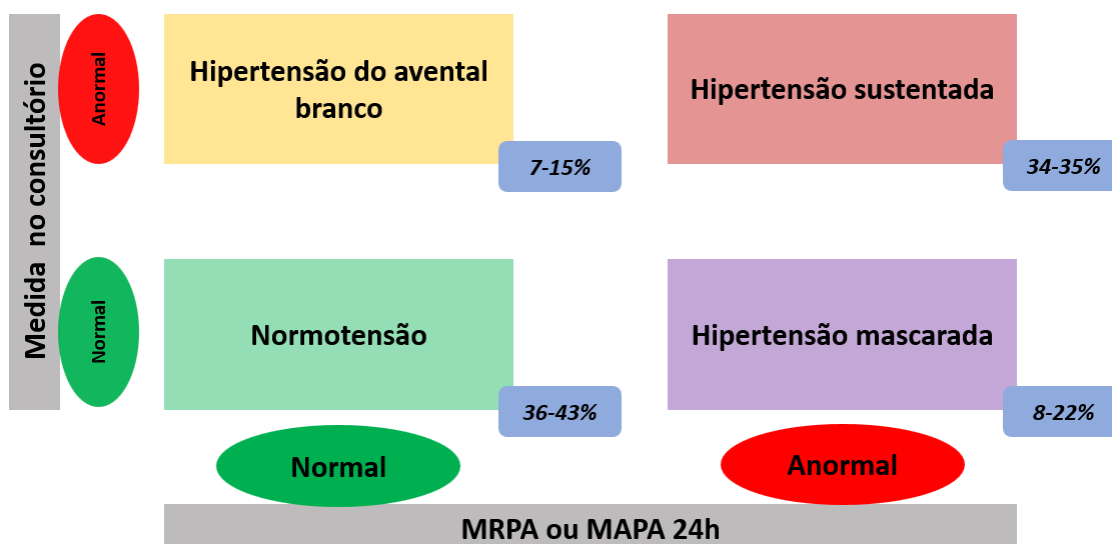 Medida no consultório
Anormal
Hipertensão do avental
branco
7-15%
Hipertensão sustentada
34-35%
Normal
Normotensão
36-43%
Hipertensão mascarada
8-22%
Normal
Anormal
MRPA ou MAPA 24h